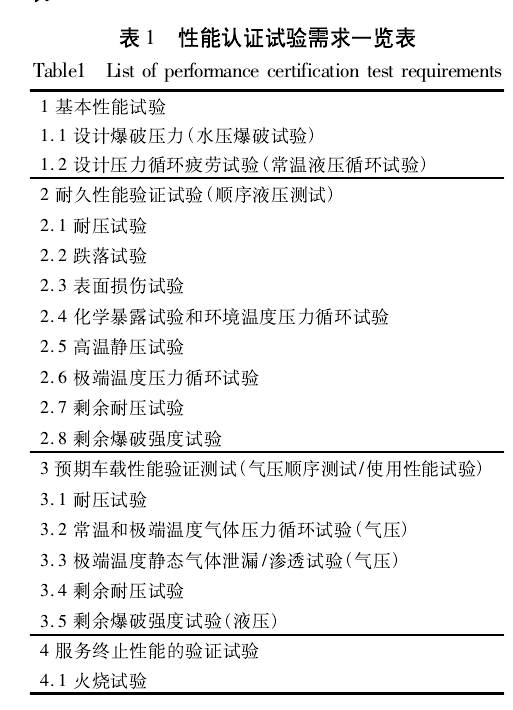 表1 性能认证试验需求一览表
Table1 List of performance certification test requirements
1 基本性能试验
1.1 设计爆破压力(水压爆破试验)
1.2 设计压力循环疲劳试验(常温液压循环试验)
2 耐久性能验证试验(顺序液压测试)
2.1 耐压试验
2.2 跌落试验
2.3 表面损伤试验
2.4 化学暴露试验和环境温度压力循环试验
2.5 高温静压试验
2.6 极端温度压力循环试验
2.7 剩余耐压试验
2.8 剩余爆破强度试验
3 预期车载性能验证测试(气压顺序测试/使用性能试验)
3.1 耐压试验
3.2 常温和极端温度气体压力循环试验(气压)
3.3 极端温度静态气体泄漏/渗透试验(气压)
3.4 剩余耐压试验
3.5 剩余爆破强度试验(液压)
4 服务终止性能的验证试验
4.1 火烧试验